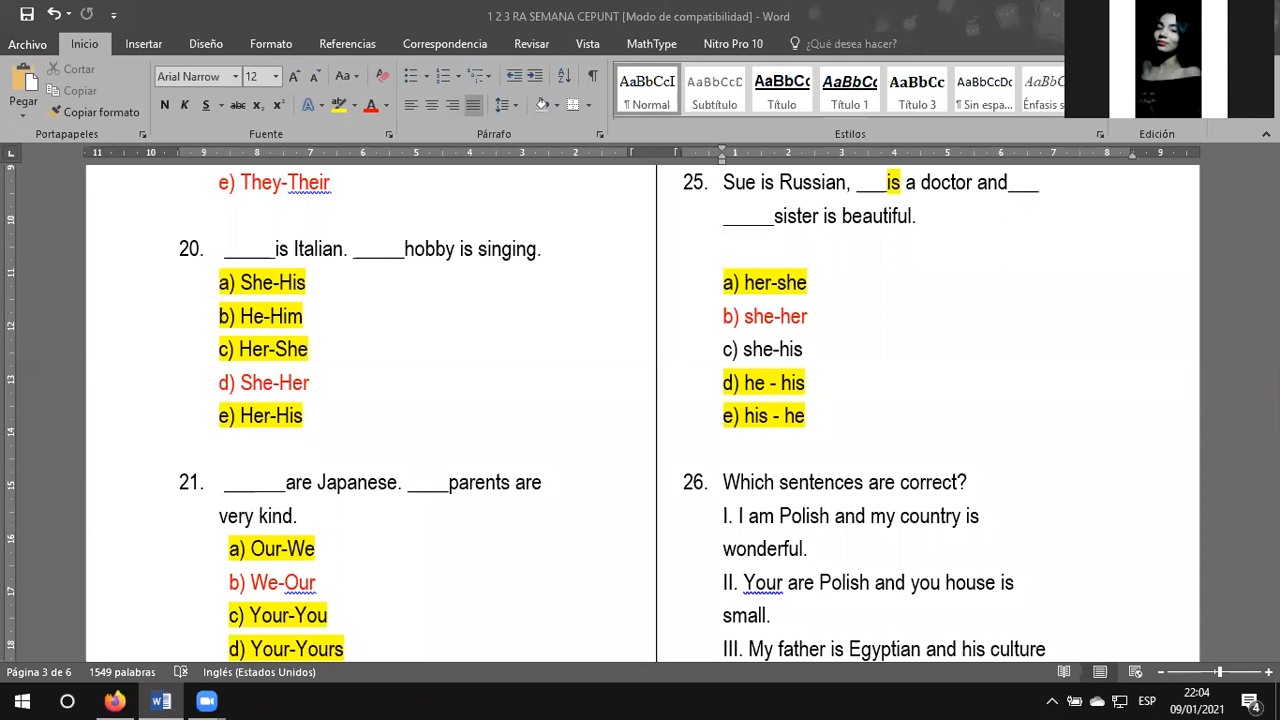 1 2 3 RA SEMANA CEPUNT [Modo de compatibilidad] - Word
Archivo Inicio Insertar Diseño Formato Referencias Correspondencia Revisar Vista MathType Nitro Pro 10 ¿Qué desea hacer?
Pegar
Cortar
Copiar
Copiar formato
Portapapeles
Arial Narrow 12
Fuente
Párrafo
AaBbCcI AaBbCcD AaBbCc AaBbCc AaBbCc AaBbCcDc AaBbCc
¶ Normal Subtítulo Título Título 1 Título 3 ¶ Sin espa... Énfasis s
Estilos
Edición
e) They-Their
20. _____is Italian. _____hobby is singing.
a) She-His
b) He-Him
c) Her-She
d) She-Her
e) Her-His
21. ______are Japanese. ____parents are
very kind.
a) Our-We
b) We-Our
c) Your-You
d) Your-Yours
25. Sue is Russian, ___is a doctor and___
_____sister is beautiful.
a) her-she
b) she-her
c) she-his
d) he - his
e) his - he
26. Which sentences are correct?
I. I am Polish and my country is
wonderful.
II. Your are Polish and you house is
small.
III. My father is Egyptian and his culture
Página 3 de 6 1549 palabras Inglés (Estados Unidos)
ESP
22:04
09/01/2021
4